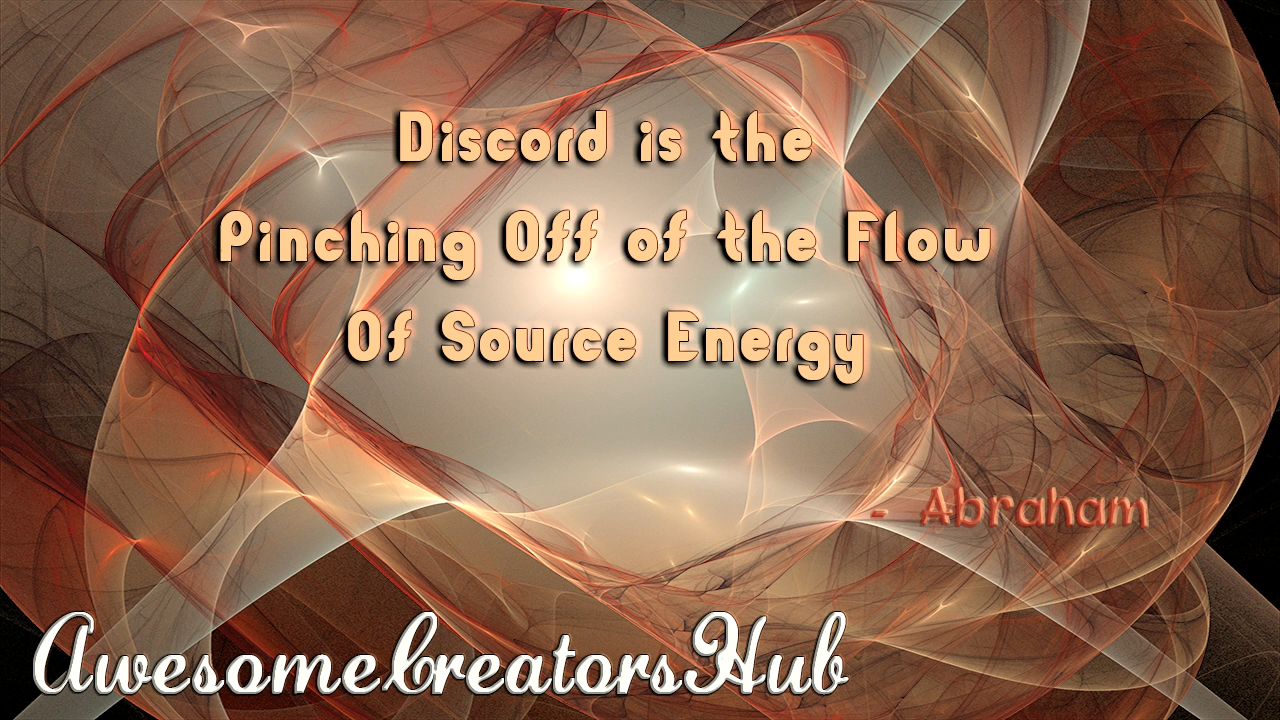 Discord is the
Pinching Off of the Flow
Of Source Energy
- Abraham
AwesomeCreatorsHub